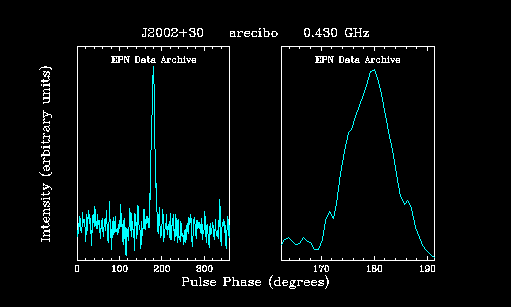 J2002+30 arecibo 0.430 GHz
EPN Data Archive
EPN Data Archive
Intensity (arbitrary units)
0 100 200 300
170 180 190
Pulse Phase (degrees)